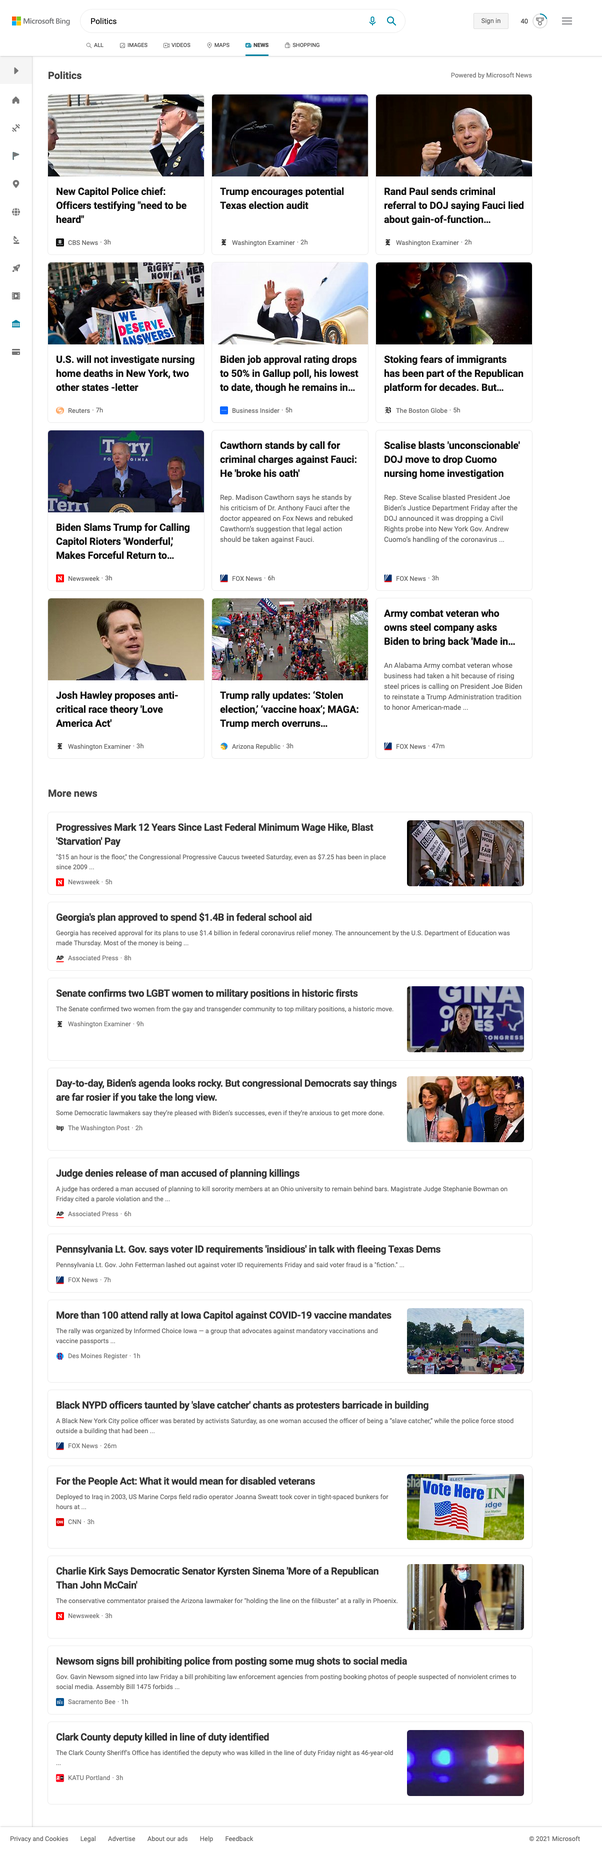 Microsoft Bing
Politics
Sign in
40
ALL
IMAGES
VIDEOS
MAPS
NEWS
SHOPPING
Politics
Powered by Microsoft News
New Capitol Police chief:
Officers testifying "need to be
heard"
CBS News · 3h
Trump encourages potential
Texas election audit
Washington Examiner · 2h
Rand Paul sends criminal
referral to DOJ saying Fauci lied
about gain-of-function...
Washington Examiner · 2h
RIGHT NOW!
HERE IS
WE
DESERVE
ANSWERS!
U.S. will not investigate nursing
home deaths in New York, two
other states -letter
Reuters · 7h
Biden job approval rating drops
to 50% in Gallup poll, his lowest
to date, though he remains in...
Business Insider · 5h
Stoking fears of immigrants
has been part of the Republican
platform for decades. But...
The Boston Globe · 5h
Terry
Terry
Biden Slams Trump for Calling
Capitol Rioters 'Wonderful,'
Makes Forceful Return to...
Newsweek · 3h
Cawthorn stands by call for
criminal charges against Fauci:
He 'broke his oath'
Rep. Madison Cawthorn says he stands by
his criticism of Dr. Anthony Fauci after the
doctor appeared on Fox News and rebuked
Cawthorn's suggestion that legal action
should be taken against Fauci.
FOX News · 6h
Scalise blasts 'unconscionable'
DOJ move to drop Cuomo
nursing home investigation
Rep. Steve Scalise blasted President Joe
Biden's Justice Department Friday after the
DOJ announced it was dropping a Civil
Rights probe into New York Gov. Andrew
Cuomo's handling of the coronavirus ...
FOX News · 3h
Josh Hawley proposes anti-
critical race theory 'Love
America Act'
Washington Examiner · 3h
Trump rally updates: 'Stolen
election,' 'vaccine hoax'; MAGA:
Trump merch overruns...
Arizona Republic · 3h
Army combat veteran who
owns steel company asks
Biden to bring back 'Made in...
An Alabama Army combat veteran whose
business had taken a hit because of rising
steel prices is calling on President Joe Biden
to reinstate a Trump Administration tradition
to honor American-made ...
FOX News · 47m
More news
Progressives Mark 12 Years Since Last Federal Minimum Wage Hike, Blast
'Starvation' Pay
"$15 an hour is the floor," the Congressional Progressive Caucus tweeted Saturday, even as $7.25 has been in place
since 2009 ...
Newsweek · 5h
Georgia's plan approved to spend $1.4B in federal school aid
Georgia has received approval for its plans to use $1.4 billion in federal coronavirus relief money. The announcement by the U.S. Department of Education was
made Thursday. Most of the money is being ...
Associated Press · 8h
Senate confirms two LGBT women to military positions in historic firsts
The Senate confirmed two women from the gay and transgender community to top military positions, a historic move.
Washington Examiner · 9h
GINA
ORTIZ
JONES
CONGRESS
Day-to-day, Biden's agenda looks rocky. But congressional Democrats say things
are far rosier if you take the long view.
Some Democratic lawmakers say they're pleased with Biden's successes, even if they're anxious to get more done.
The Washington Post · 2h
Judge denies release of man accused of planning killings
A judge has ordered a man accused of planning to kill sorority members at an Ohio university to remain behind bars. Magistrate Judge Stephanie Bowman on
Friday cited a parole violation and the ...
Associated Press · 6h
Pennsylvania Lt. Gov. says voter ID requirements 'insidious' in talk with fleeing Texas Dems
Pennsylvania Lt. Gov. John Fetterman lashed out against voter ID requirements Friday and said voter fraud is a "fiction." ...
FOX News · 7h
More than 100 attend rally at Iowa Capitol against COVID-19 vaccine mandates
The rally was organized by Informed Choice Iowa — a group that advocates against mandatory vaccinations and
vaccine passports ...
Des Moines Register · 1h
Black NYPD officers taunted by 'slave catcher' chants as protesters barricade in building
A Black New York City police officer was berated by activists Saturday, as one woman accused the officer of being a "slave catcher," while the police force stood
outside a building that had been ...
FOX News · 26m
For the People Act: What it would mean for disabled veterans
Deployed to Iraq in 2003, US Marine Corps field radio operator Joanna Sweatt took cover in tight-spaced bunkers for
hours at ...
CNN · 3h
Vote Here
IN
udge
Charlie Kirk Says Democratic Senator Kyrsten Sinema 'More of a Republican
Than John McCain'
The conservative commentator praised the Arizona lawmaker for "holding the line on the filibuster" at a rally in Phoenix.
Newsweek · 3h
Newsom signs bill prohibiting police from posting some mug shots to social media
Gov. Gavin Newsom signed into law Friday a bill prohibiting law enforcement agencies from posting booking photos of people suspected of nonviolent crimes to
social media. Assembly Bill 1475 forbids ...
Sacramento Bee · 1h
Clark County deputy killed in line of duty identified
The Clark County Sheriff's Office has identified the deputy who was killed in the line of duty Friday night as 46-year-old
...
KATU Portland · 3h
Privacy and Cookies
Legal
Advertise
About our ads
Help
Feedback
© 2021 Microsoft